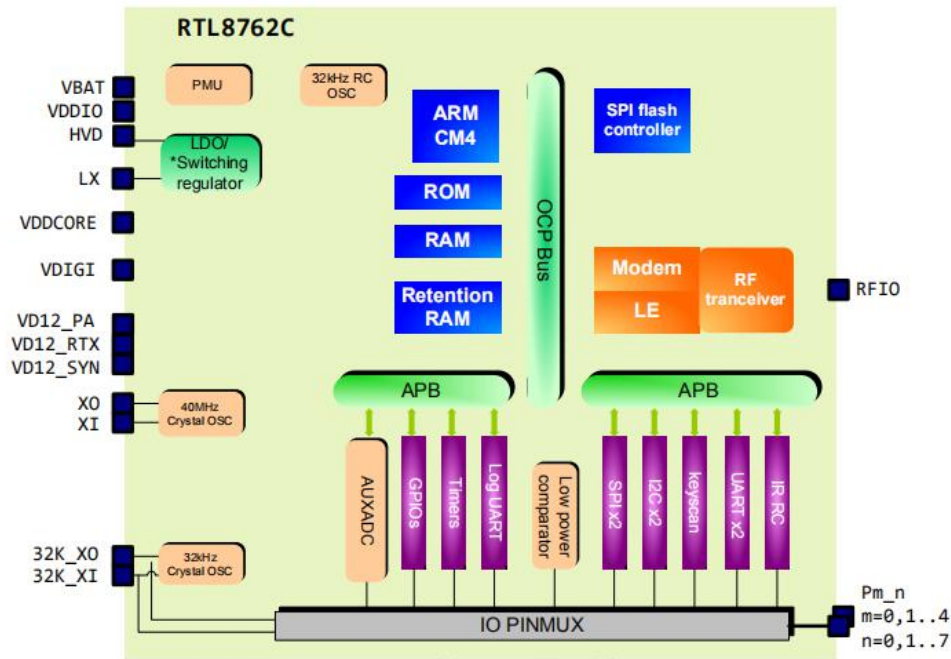 RTL8762C
VBAT
VDDIO
HVD
LX
VDDCORE
VDIGI
VD12_PA
VD12_RTX
VD12_SYN
XO
XI
32K_XO
32K_XI
PMU
32kHz RC
OSC
LDO/
*Switching
regulator
ARM
CM4
ROM
RAM
Retention
RAM
OCP Bus
SPI flash
controller
Modem
LE
RF
tranceiver
RFIO
APB
APB
40MHz
Crystal OSC
32kHz
Crystal OSC
AUXADC
GPIOs
Timers
Log UART
Low power
comparator
SPI x2
I2C x2
keyscan
UART x2
IR RC
IO PINMUX
Pm_n
m=0,1..4
n=0,1..7